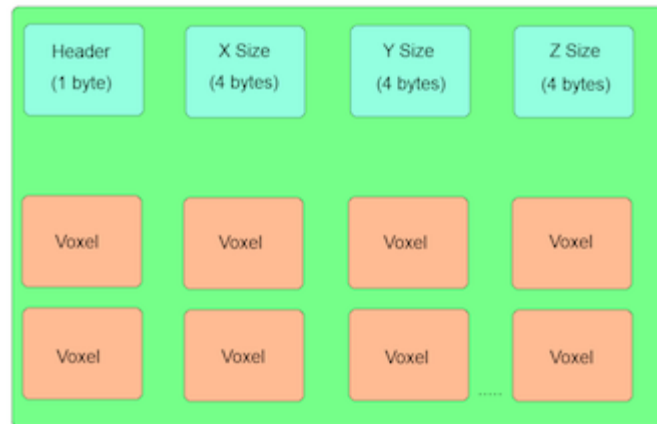 Header
(1 byte)
X Size
(4 bytes)
Y Size
(4 bytes)
Z Size
(4 bytes)
Voxel
Voxel
Voxel
Voxel
Voxel
Voxel
Voxel
.....
Voxel